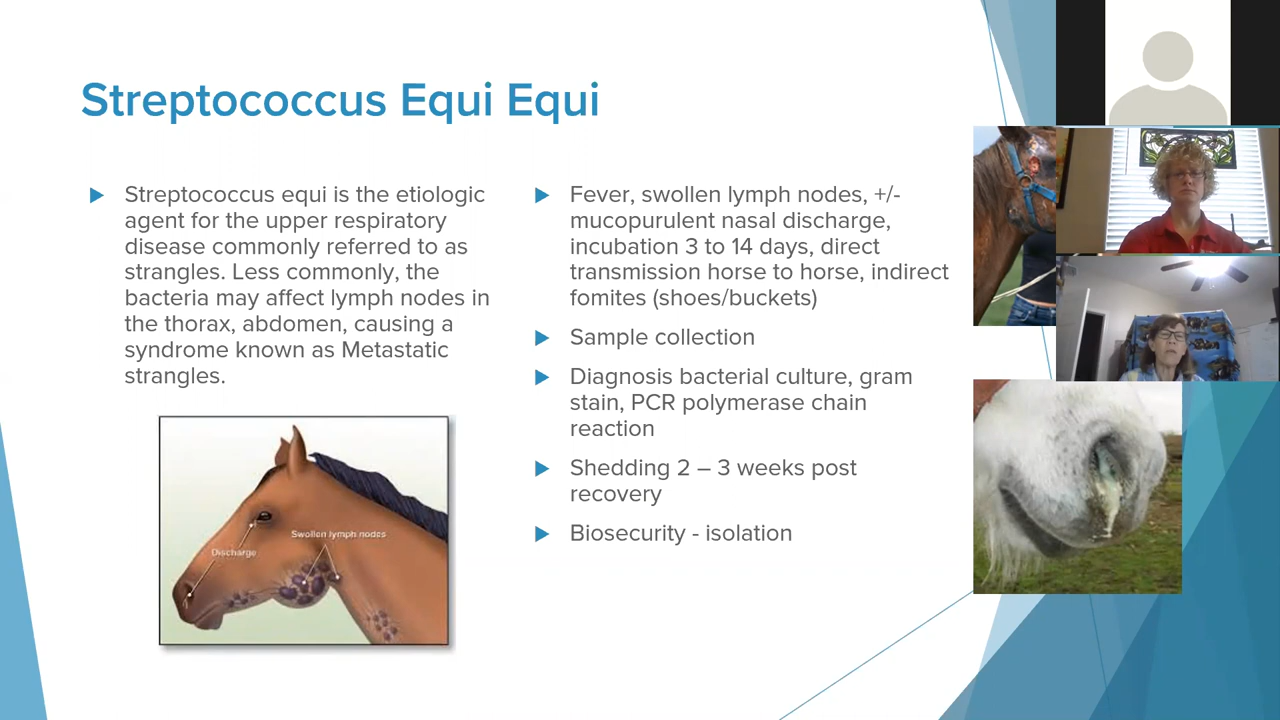 Streptococcus Equi Equi
Streptococcus equi is the etiologic
agent for the upper respiratory
disease commonly referred to as
strangles. Less commonly, the
bacteria may affect lymph nodes in
the thorax, abdomen, causing a
syndrome known as Metastatic
strangles.
Discharge
Swollen lymph nodes
Fever, swollen lymph nodes, +/-
mucopurulent nasal discharge,
incubation 3 to 14 days, direct
transmission horse to horse, indirect
fomites (shoes/buckets)
Sample collection
Diagnosis bacterial culture, gram
stain, PCR polymerase chain
reaction
Shedding 2 – 3 weeks post
recovery
Biosecurity - isolation